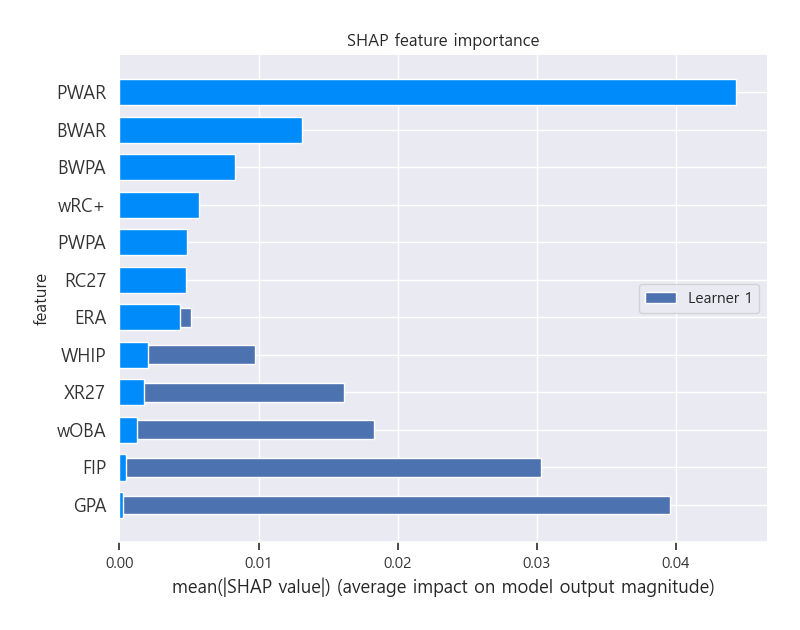 SHAP feature importance
PWAR
BWAR
BWPA
wRC+
PWPA
RC27
ERA
WHIP
XR27
wOBA
FIP
GPA
feature
Learner 1
0.00 0.01 0.02 0.03 0.04
mean(|SHAP value|) (average impact on model output magnitude)